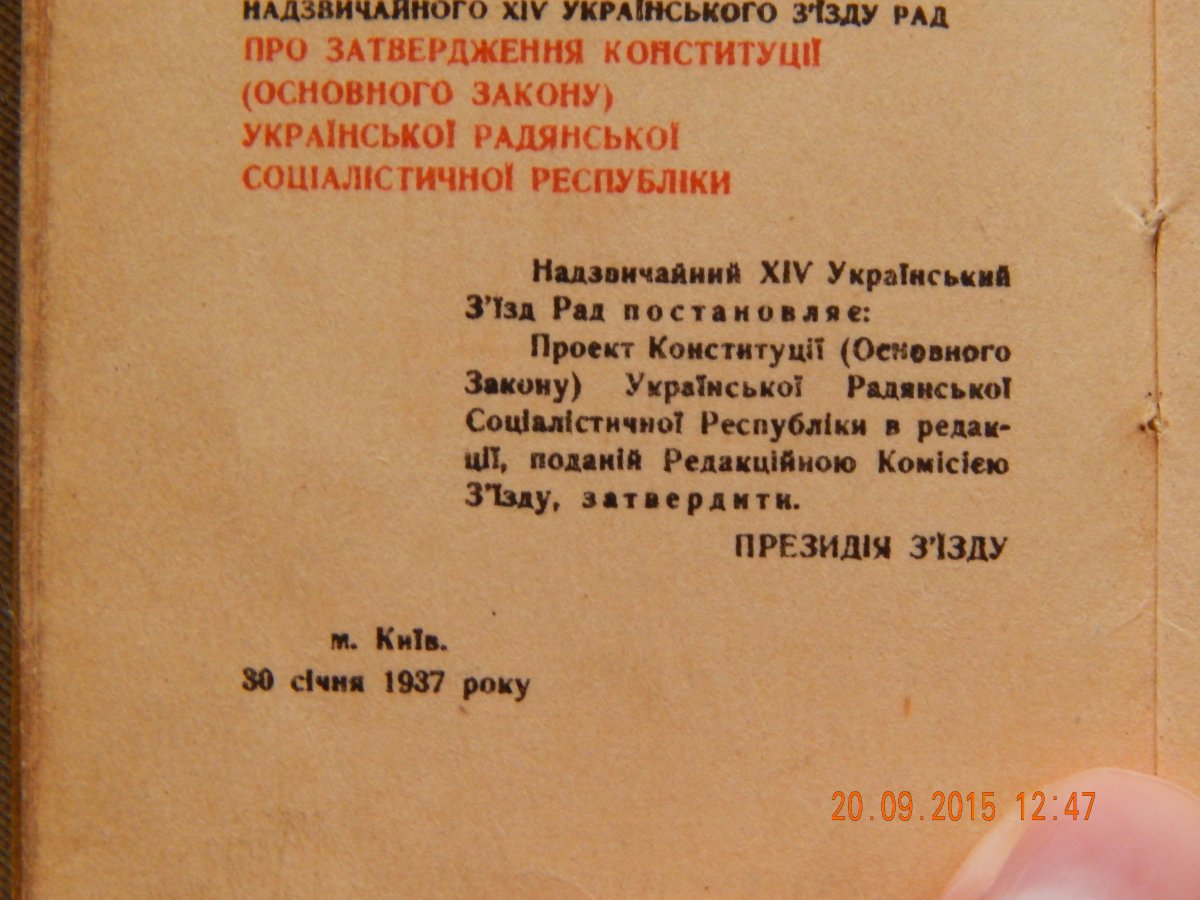 НАДЗВИЧАЙНОГО XIV УКРАЇНСЬКОГО З'ЇЗДУ РАД
ПРО ЗАТВЕРДЖЕННЯ КОНСТИТУЦІЇ
(ОСНОВНОГО ЗАКОНУ)
УКРАЇНСЬКОЇ РАДЯНСЬКОЇ
СОЦІАЛІСТИЧНОЇ РЕСПУБЛІКИ
Надзвичайний XIV Український
З'їзд Рад постановляє:
Проект Конституції (Основного
Закону) Української Радянської
Соціалістичної Республіки в редак-
ції, поданій Редакційною Комісією
З'їзду, затвердити.
ПРЕЗИДІЯ З'ЇЗДУ
м. Київ.
30 січня 1937 року
20.09.2015 12:47